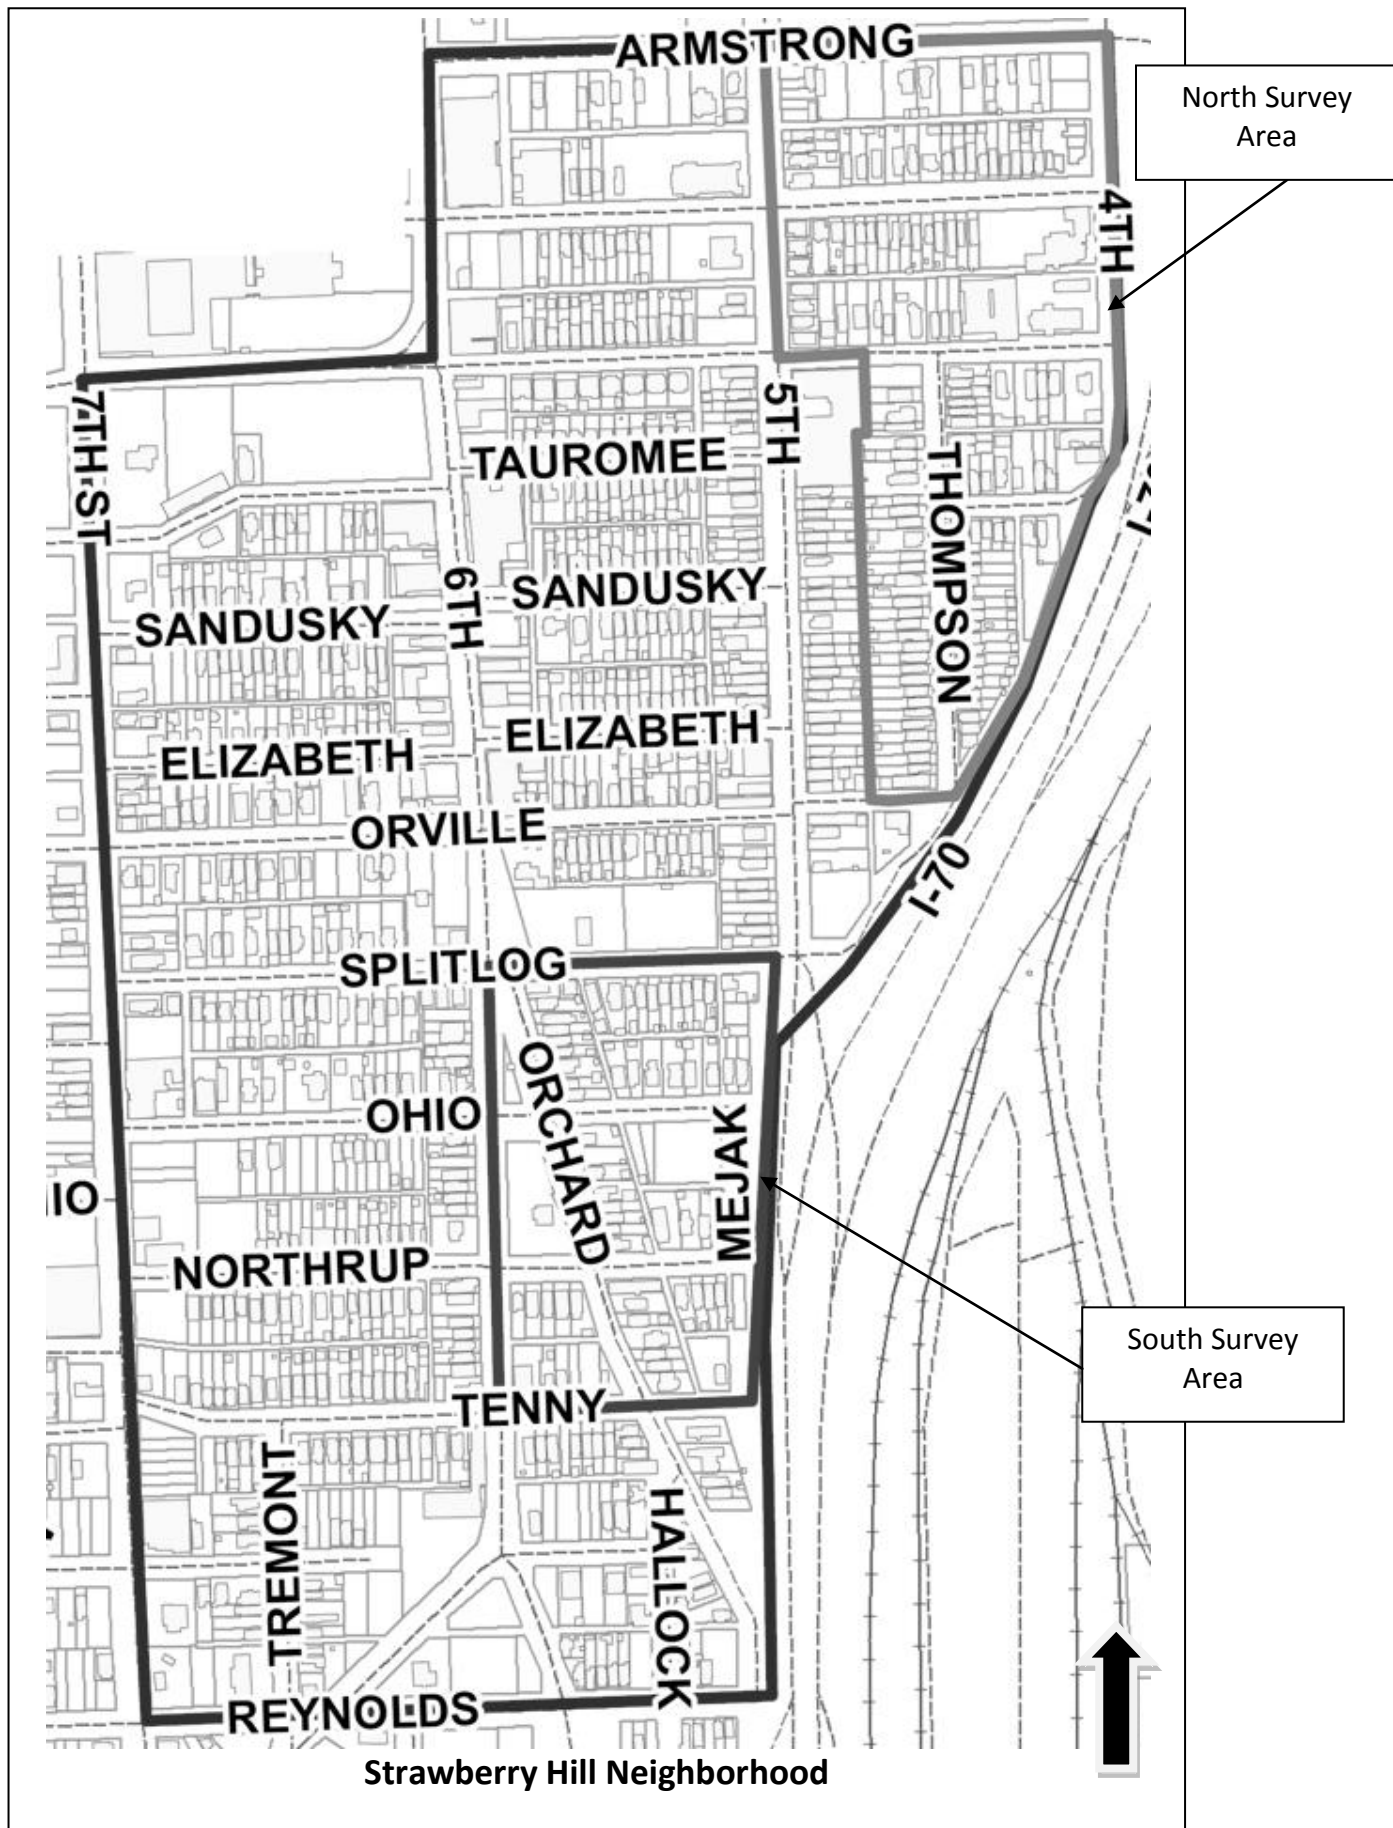 ARMSTRONG
North Survey
Area
4TH
7TH ST
5TH
TAUROMEE
THOMPSON
6TH
SANDUSKY
SANDUSKY
ELIZABETH
ELIZABETH
ORVILLE
I-70
SPLITLOG
ORCHARD
OHIO
MEJAK
NORTHRUP
South Survey
Area
TENNY
TREMONT
HALLOCK
REYNOLDS
Strawberry Hill Neighborhood